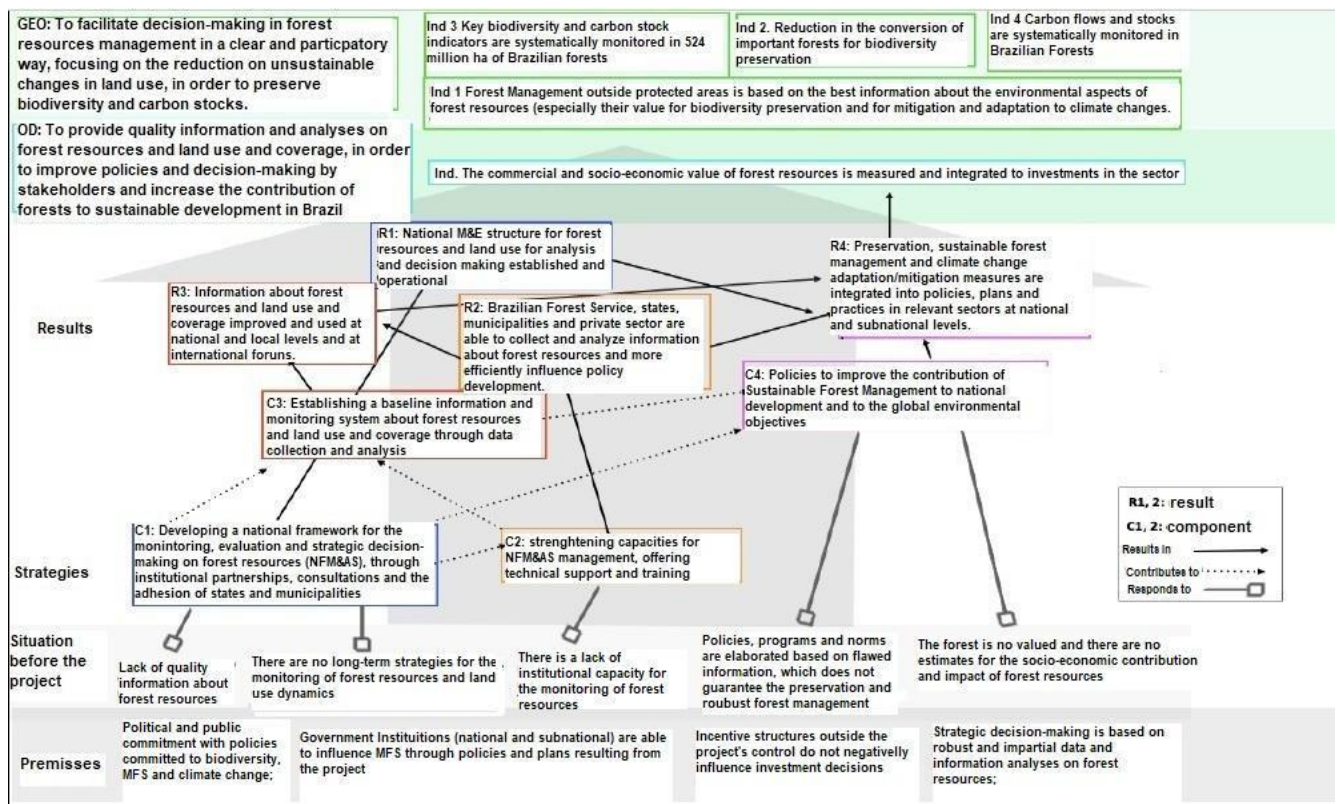 GEO: To facilitate decision-making in forest
resources management in a clear and particpatory
way, focusing on the reduction on unsustainable
changes in land use, in order to preserve
biodiversity and carbon stocks.
Ind 3 Key biodiversity and carbon stock
indicators are systematically monitored in 524
million ha of Brazilian forests
Ind 2. Reduction in the conversion of
important forests for biodiversity
preservation
Ind 4 Carbon flows and stocks
are systematically monitored in
Brazilian Forests
Ind 1 Forest Management outside protected areas is based on the best information about the environmental aspects of
forest resources (especially their value for biodiversity preservation and for mitigation and adaptation to climate changes.
OD: To provide quality information and analyses on
forest resources and land use and coverage, in order
to improve policies and decision-making by
stakeholders and increase the contribution of
forests to sustainable development in Brazil
Ind. The commercial and socio-economic value of forest resources is measured and integrated to investments in the sector
Results
R1: National M&E structure for forest
resources and land use for analysis
and decision making established and
operational
R3: Information about forest
resources and land use and
coverage improved and used at
national and local levels and at
international foruns.
R2: Brazilian Forest Service, states,
municipalities and private sector are
able to collect and analyze information
about forest resources and more
efficiently influence policy
development.
R4: Preservation, sustainable forest
management and climate change
adaptation/mitigation measures are
integrated into policies, plans and
practices in relevant sectors at national
and subnational levels.
C3: Establishing a baseline information and
monitoring system about forest resources
and land use and coverage through data
collection and analysis
C4: Policies to improve the contribution of
Sustainable Forest Management to national
development and to the global environmental
objectives
Strategies
C1: Developing a national framework for the
monintoring, evaluation and strategic decision-
making on forest resources (NFM&AS), through
institutional partnerships, consultations and the
adhesion of states and municipalities
C2: strenghtening capacities for
NFM&AS management, offering
technical support and training
R1, 2: result
C1, 2: component
Results in
Contributes to
Responds to
Situation
before the
project
Lack of quality
information about
forest resources
There are no long-term strategies for the
monitoring of forest resources and land
use dynamics
There is a lack of
institutional capacity for
the monitoring of forest
resources
Policies, programs and norms
are elaborated based on flawed
information, which does not
guarantee the preservation and
roubust forest management
The forest is no valued and there are no
estimates for the socio-economic contribution
and impact of forest resources
Premisses
Political and public
commitment with policies
committed to biodiversity,
MFS and climate change;
Government Instituitions (national and subnational) are able
to influence MFS through policies and plans resulting from
the project
Incentive structures outside
the project's control do not negativelly
influence investment decisions
Strategic decision-making is based on
robust and impartial data and
information analyses on forest
resources;